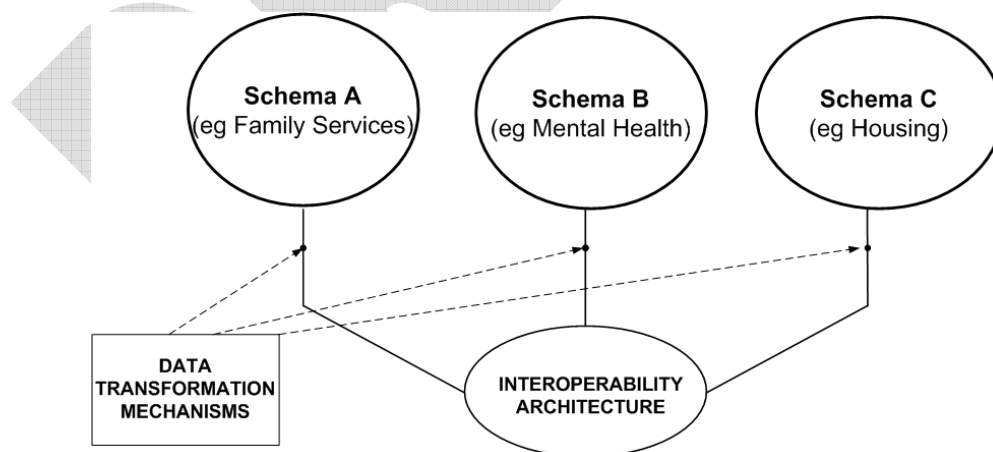 Schema A
(eg Family Services)
Schema B
(eg Mental Health)
Schema C
(eg Housing)
DATA
TRANSFORMATION
MECHANISMS
INTEROPERABILITY
ARCHITECTURE